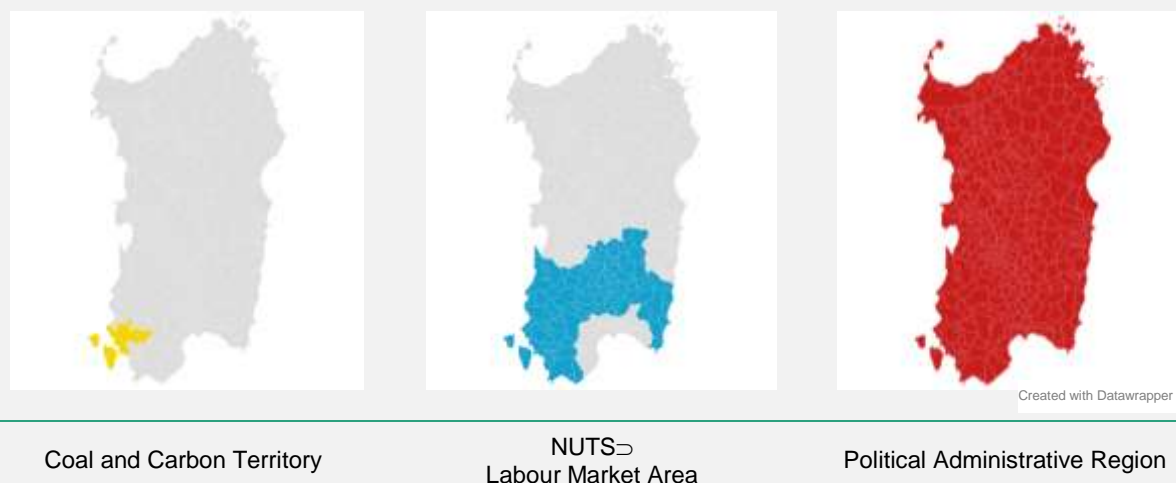 Created with Datawrapper
Coal and Carbon Territory
NUTS⊃
Labour Market Area
Political Administrative Region